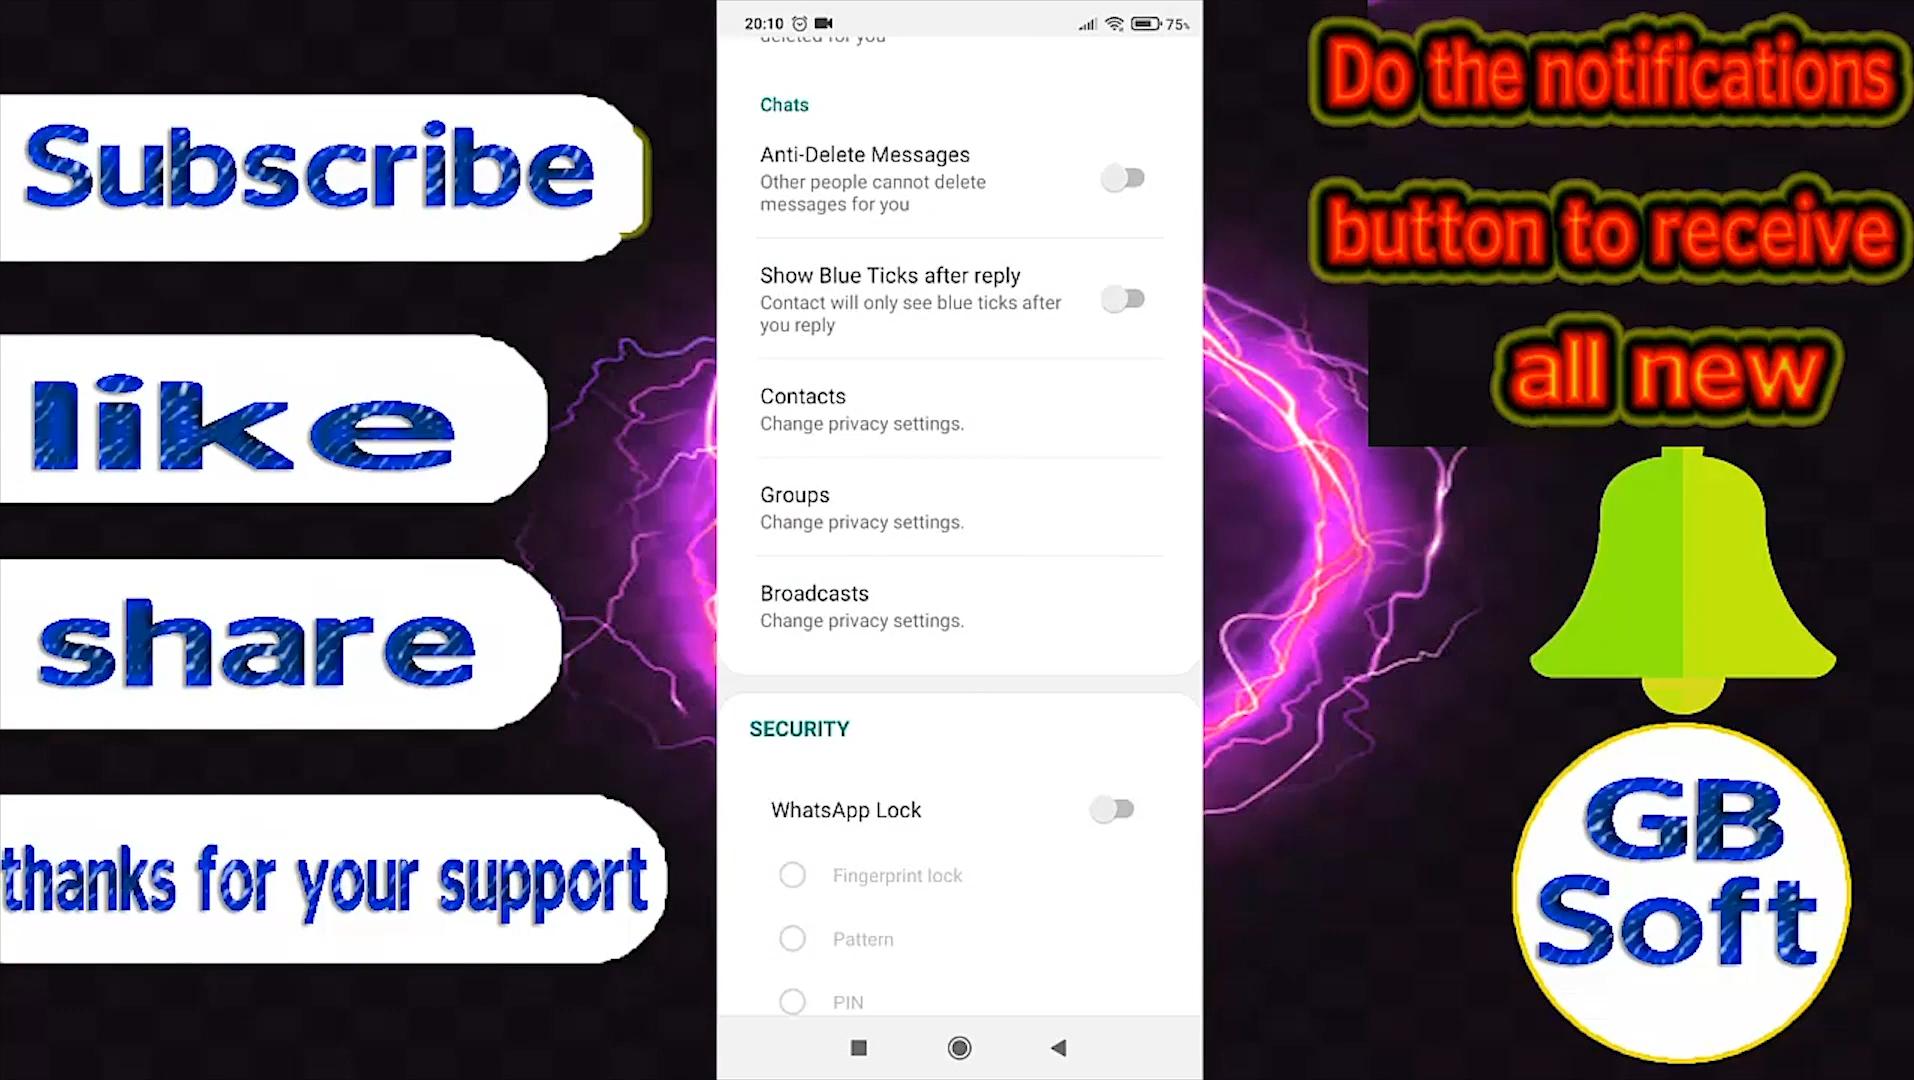 Subscribe
like
share
thanks for your support
20:10
75%
deleted for you
Chats
Anti-Delete Messages
Other people cannot delete
messages for you
Show Blue Ticks after reply
Contact will only see blue ticks after
you reply
Contacts
Change privacy settings.
Groups
Change privacy settings.
Broadcasts
Change privacy settings.
SECURITY
WhatsApp Lock
Fingerprint lock
Pattern
PIN
Do the notifications
button to receive
all new
GB
Soft